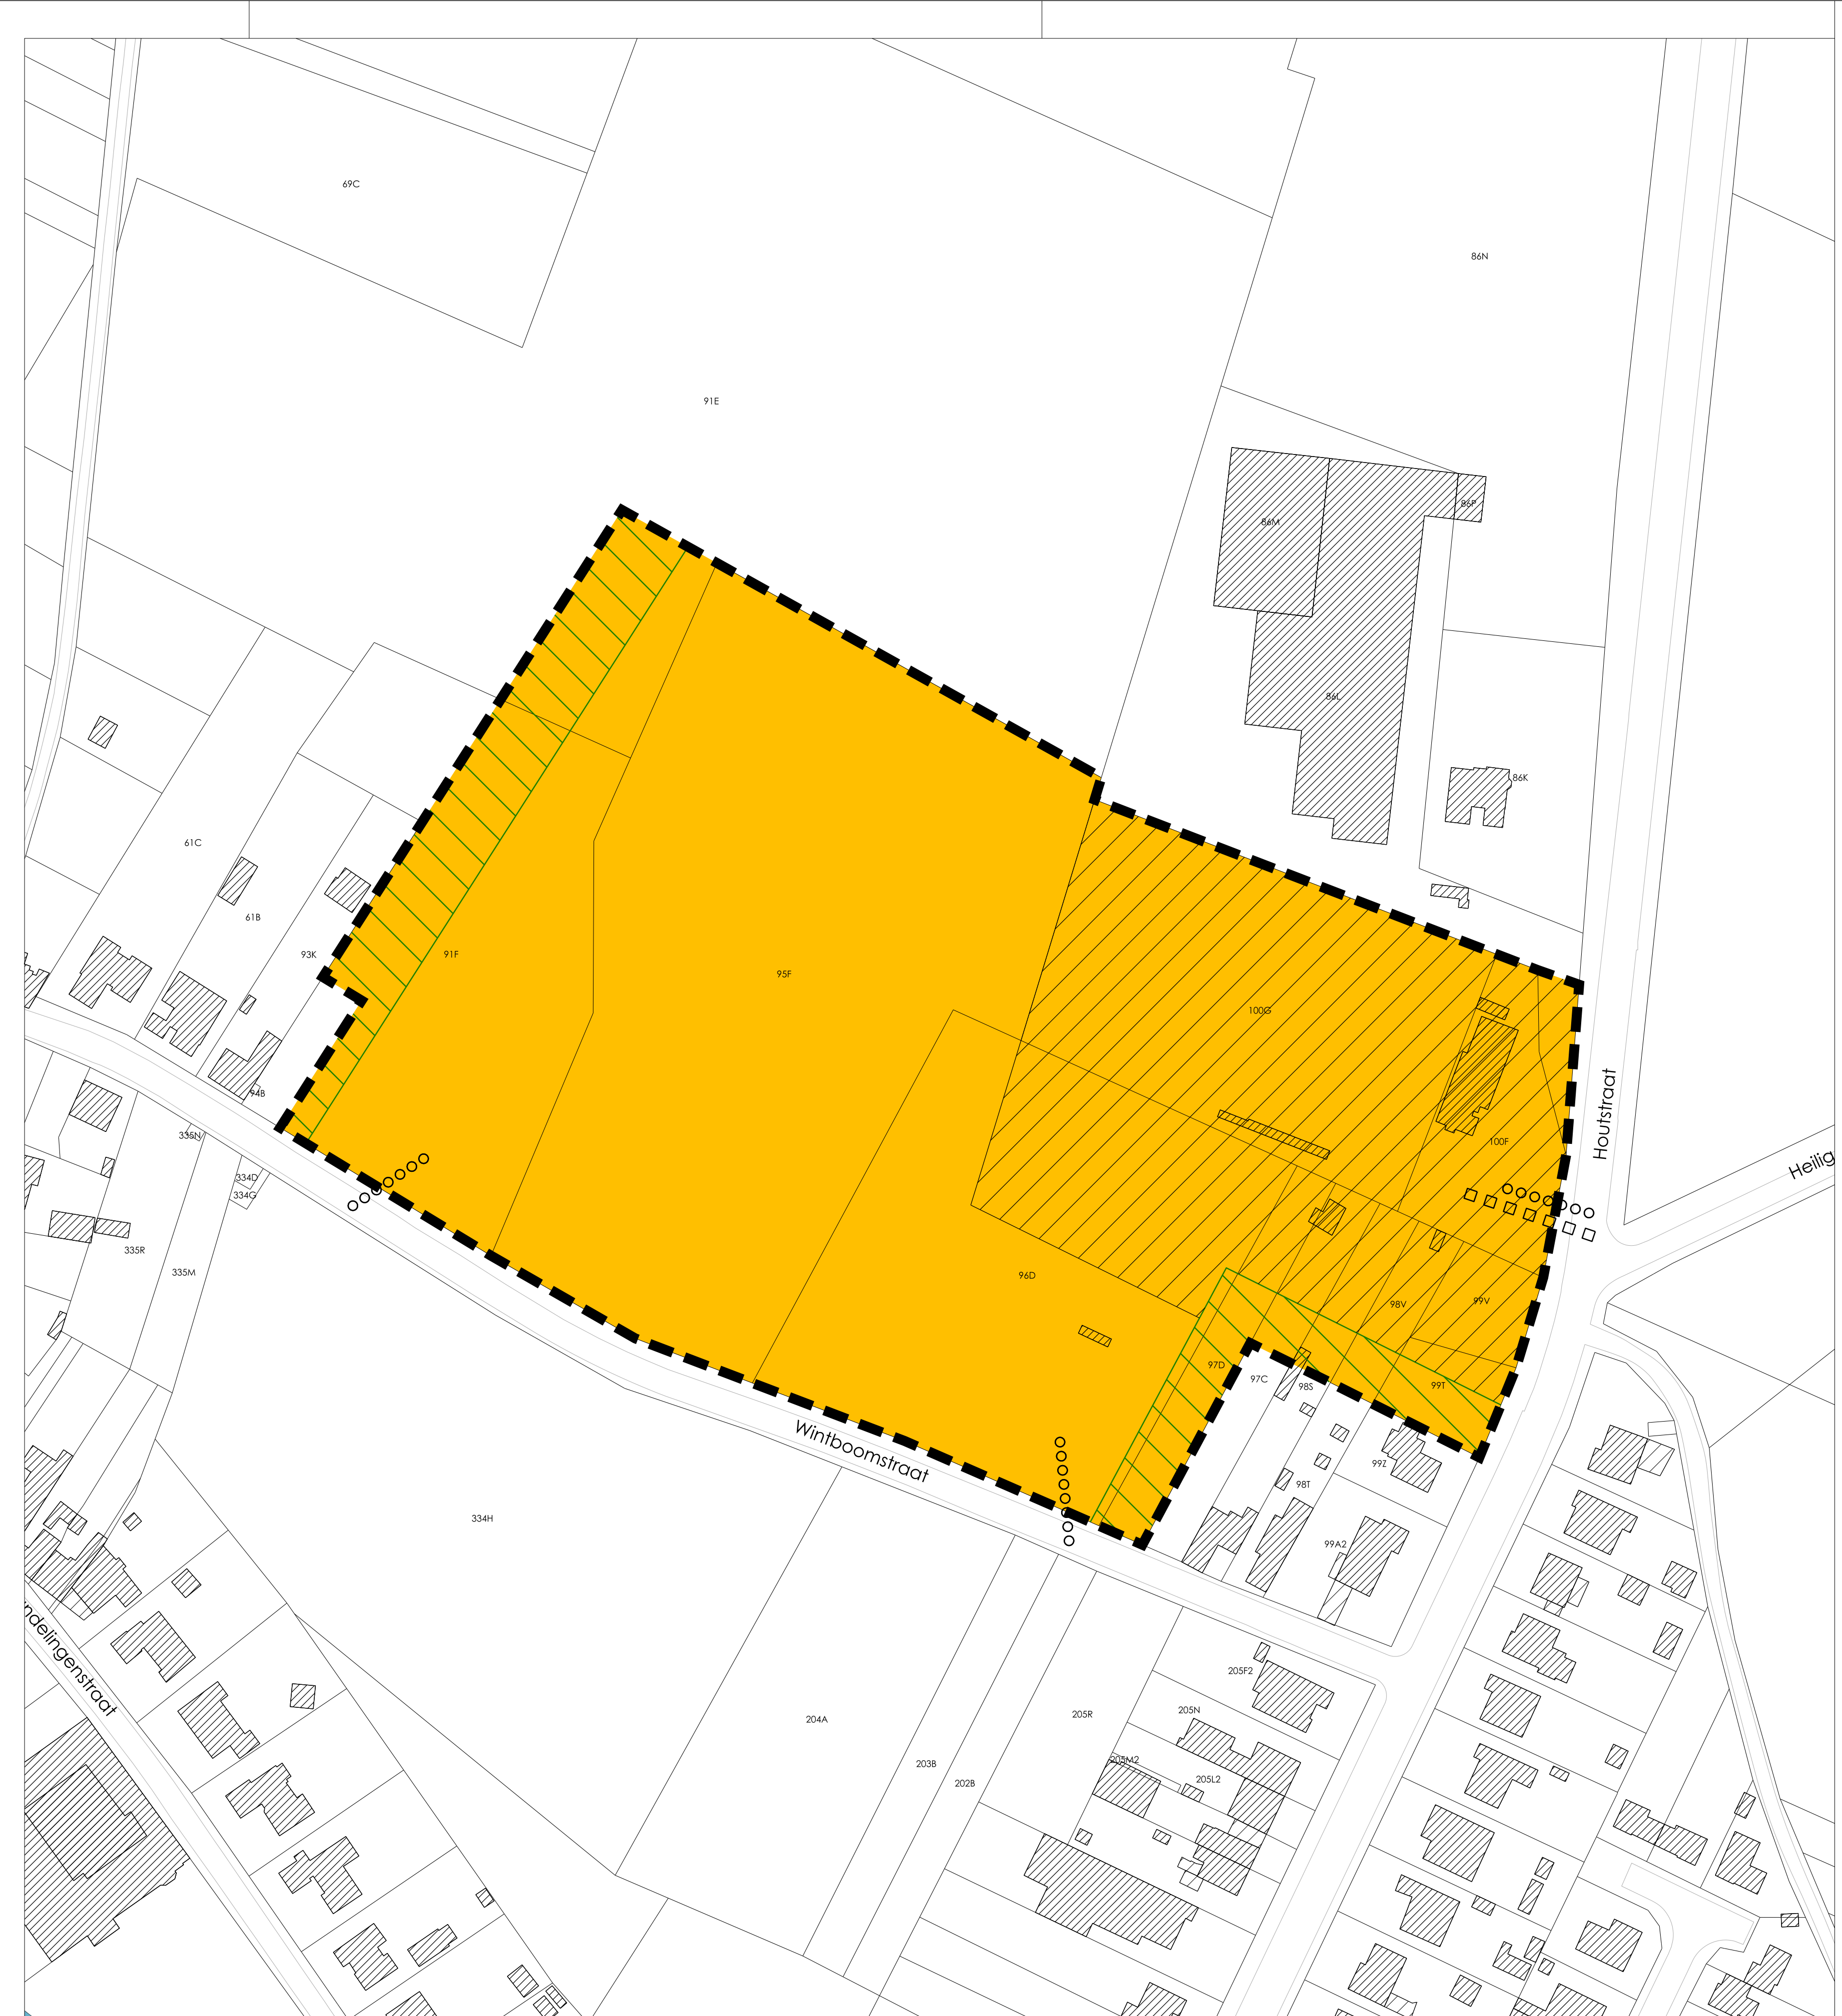 69C
86N
91E
86P
86M
86L
86K
61C
61B
93K
91F
95F
100G
94B
Houtstraat
335N
100F
Heilig
334D
334G
335R
335M
96D
98V
99V
97D
97C
98S
99T
Wintboomstraat
99Z
98T
334H
99A2
ndelingenstraat
205F2
205N
205R
204A
205M2
203B
205L2
202B